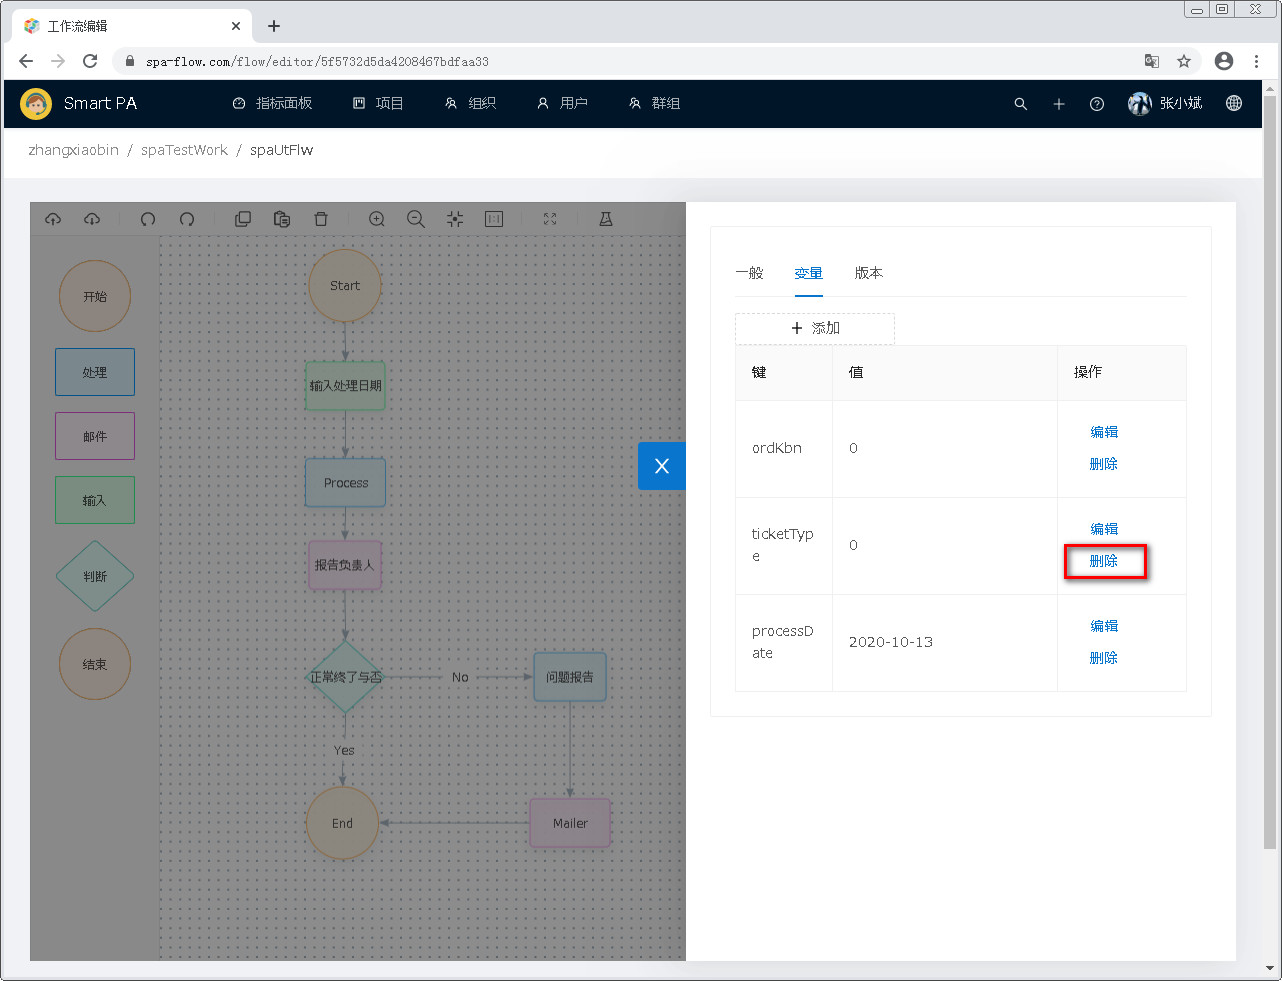 工作流编辑
spa-flow.com/flow/editor/5f5732d5da4208467bdfaa33
Smart PA 指标面板 项目 组织 用户 群组 张小斌
zhangxiaobin / spaTestWork / spaUtFlw
开始
处理
邮件
输入
判断
结束
Start
输入处理日期
Process
报告负责人
正常终了与否
No
问题报告
Yes
End
Mailer
一般 变量 版本
+ 添加
键 值 操作
ordKbn 0 编辑
删除
ticketTyp
e
0 编辑
删除
processD
ate
2020-10-13 编辑
删除